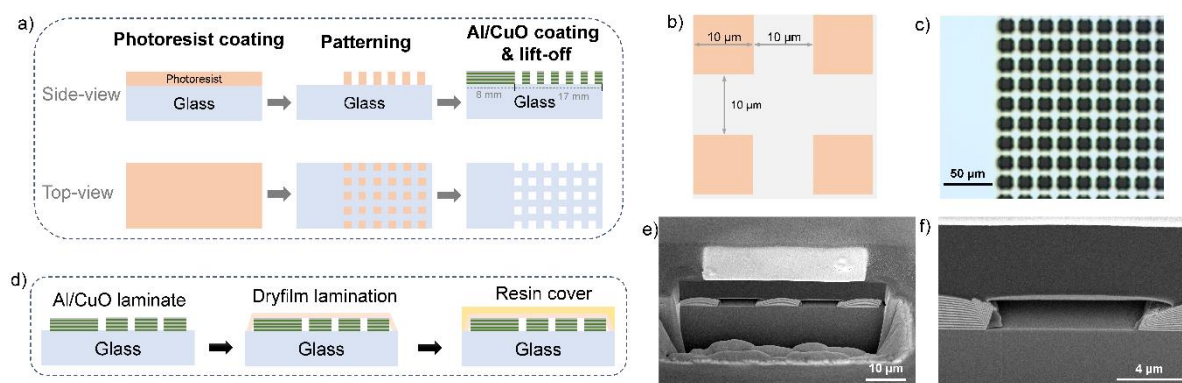 a)
Photoresist coating
Patterning
Al/CuO coating
& lift-off
Side-view
Photoresist
Glass
Glass
8 mm
Glass
17 mm
Top-view
b)
10 µm
10 µm
10 µm
c)
50 µm
d)
Al/CuO laminate
Dryfilm lamination
Resin cover
Glass
Glass
Glass
e)
10 µm
f)
4 µm